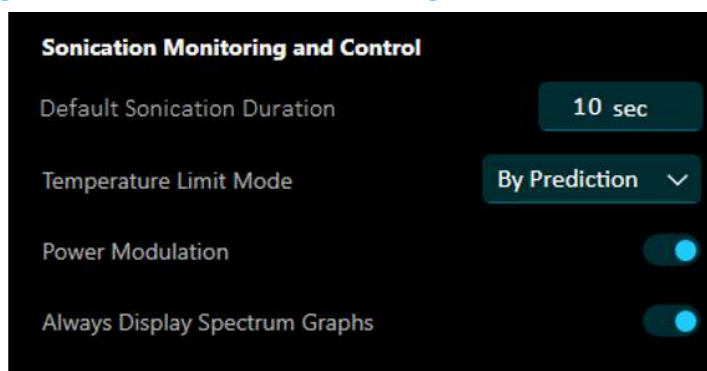 Sonication Monitoring and Control
Default Sonication Duration 10 sec
Temperature Limit Mode By Prediction
Power Modulation
Always Display Spectrum Graphs